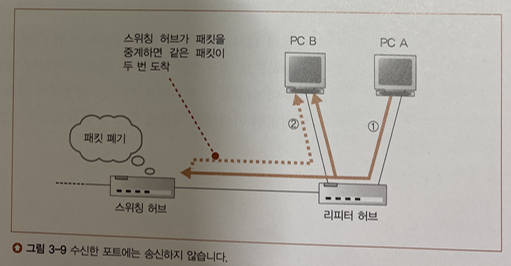 스위칭 허브가 패킷을
중계하면 같은 패킷이
두 번 도착
PC B
PC A
②
①
패킷 폐기
스위칭 허브
리피터 허브
그림 3-9 수신한 포트에는 송신하지 않습니다.